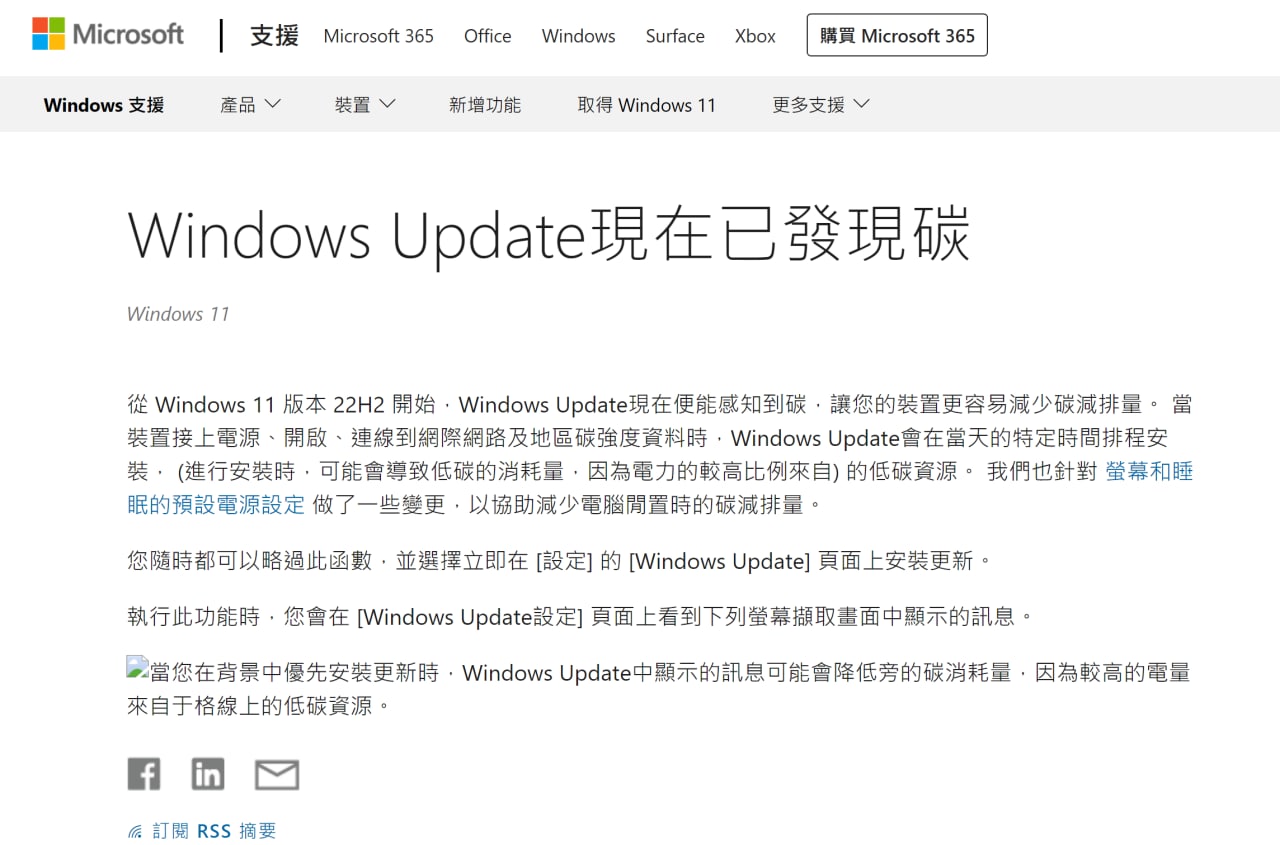 Microsoft 支援 Microsoft 365 Office Windows Surface Xbox 購買 Microsoft 365
Windows 支援 產品 裝置 新增功能 取得 Windows 11 更多支援
Windows Update現在已發現碳
Windows 11
從 Windows 11 版本 22H2 開始，Windows Update現在便能感知到碳，讓您的裝置更容易減少碳減排量。 當
裝置接上電源、開啟、連線到網際網路及地區碳強度資料時，Windows Update會在當天的特定時間排程安
裝， (進行安裝時，可能會導致低碳的消耗量，因為電力的較高比例來自) 的低碳資源。 我們也針對 螢幕和睡
眠的預設電源設定 做了一些變更，以協助減少電腦閒置時的碳減排量。
您隨時都可以略過此函數，並選擇立即在 [設定] 的 [Windows Update] 頁面上安裝更新。
執行此功能時，您會在 [Windows Update設定] 頁面上看到下列螢幕擷取畫面中顯示的訊息。
當您在背景中優先安裝更新時，Windows Update中顯示的訊息可能會降低旁的碳消耗量，因為較高的電量
來自于格線上的低碳資源。
訂閱 RSS 摘要